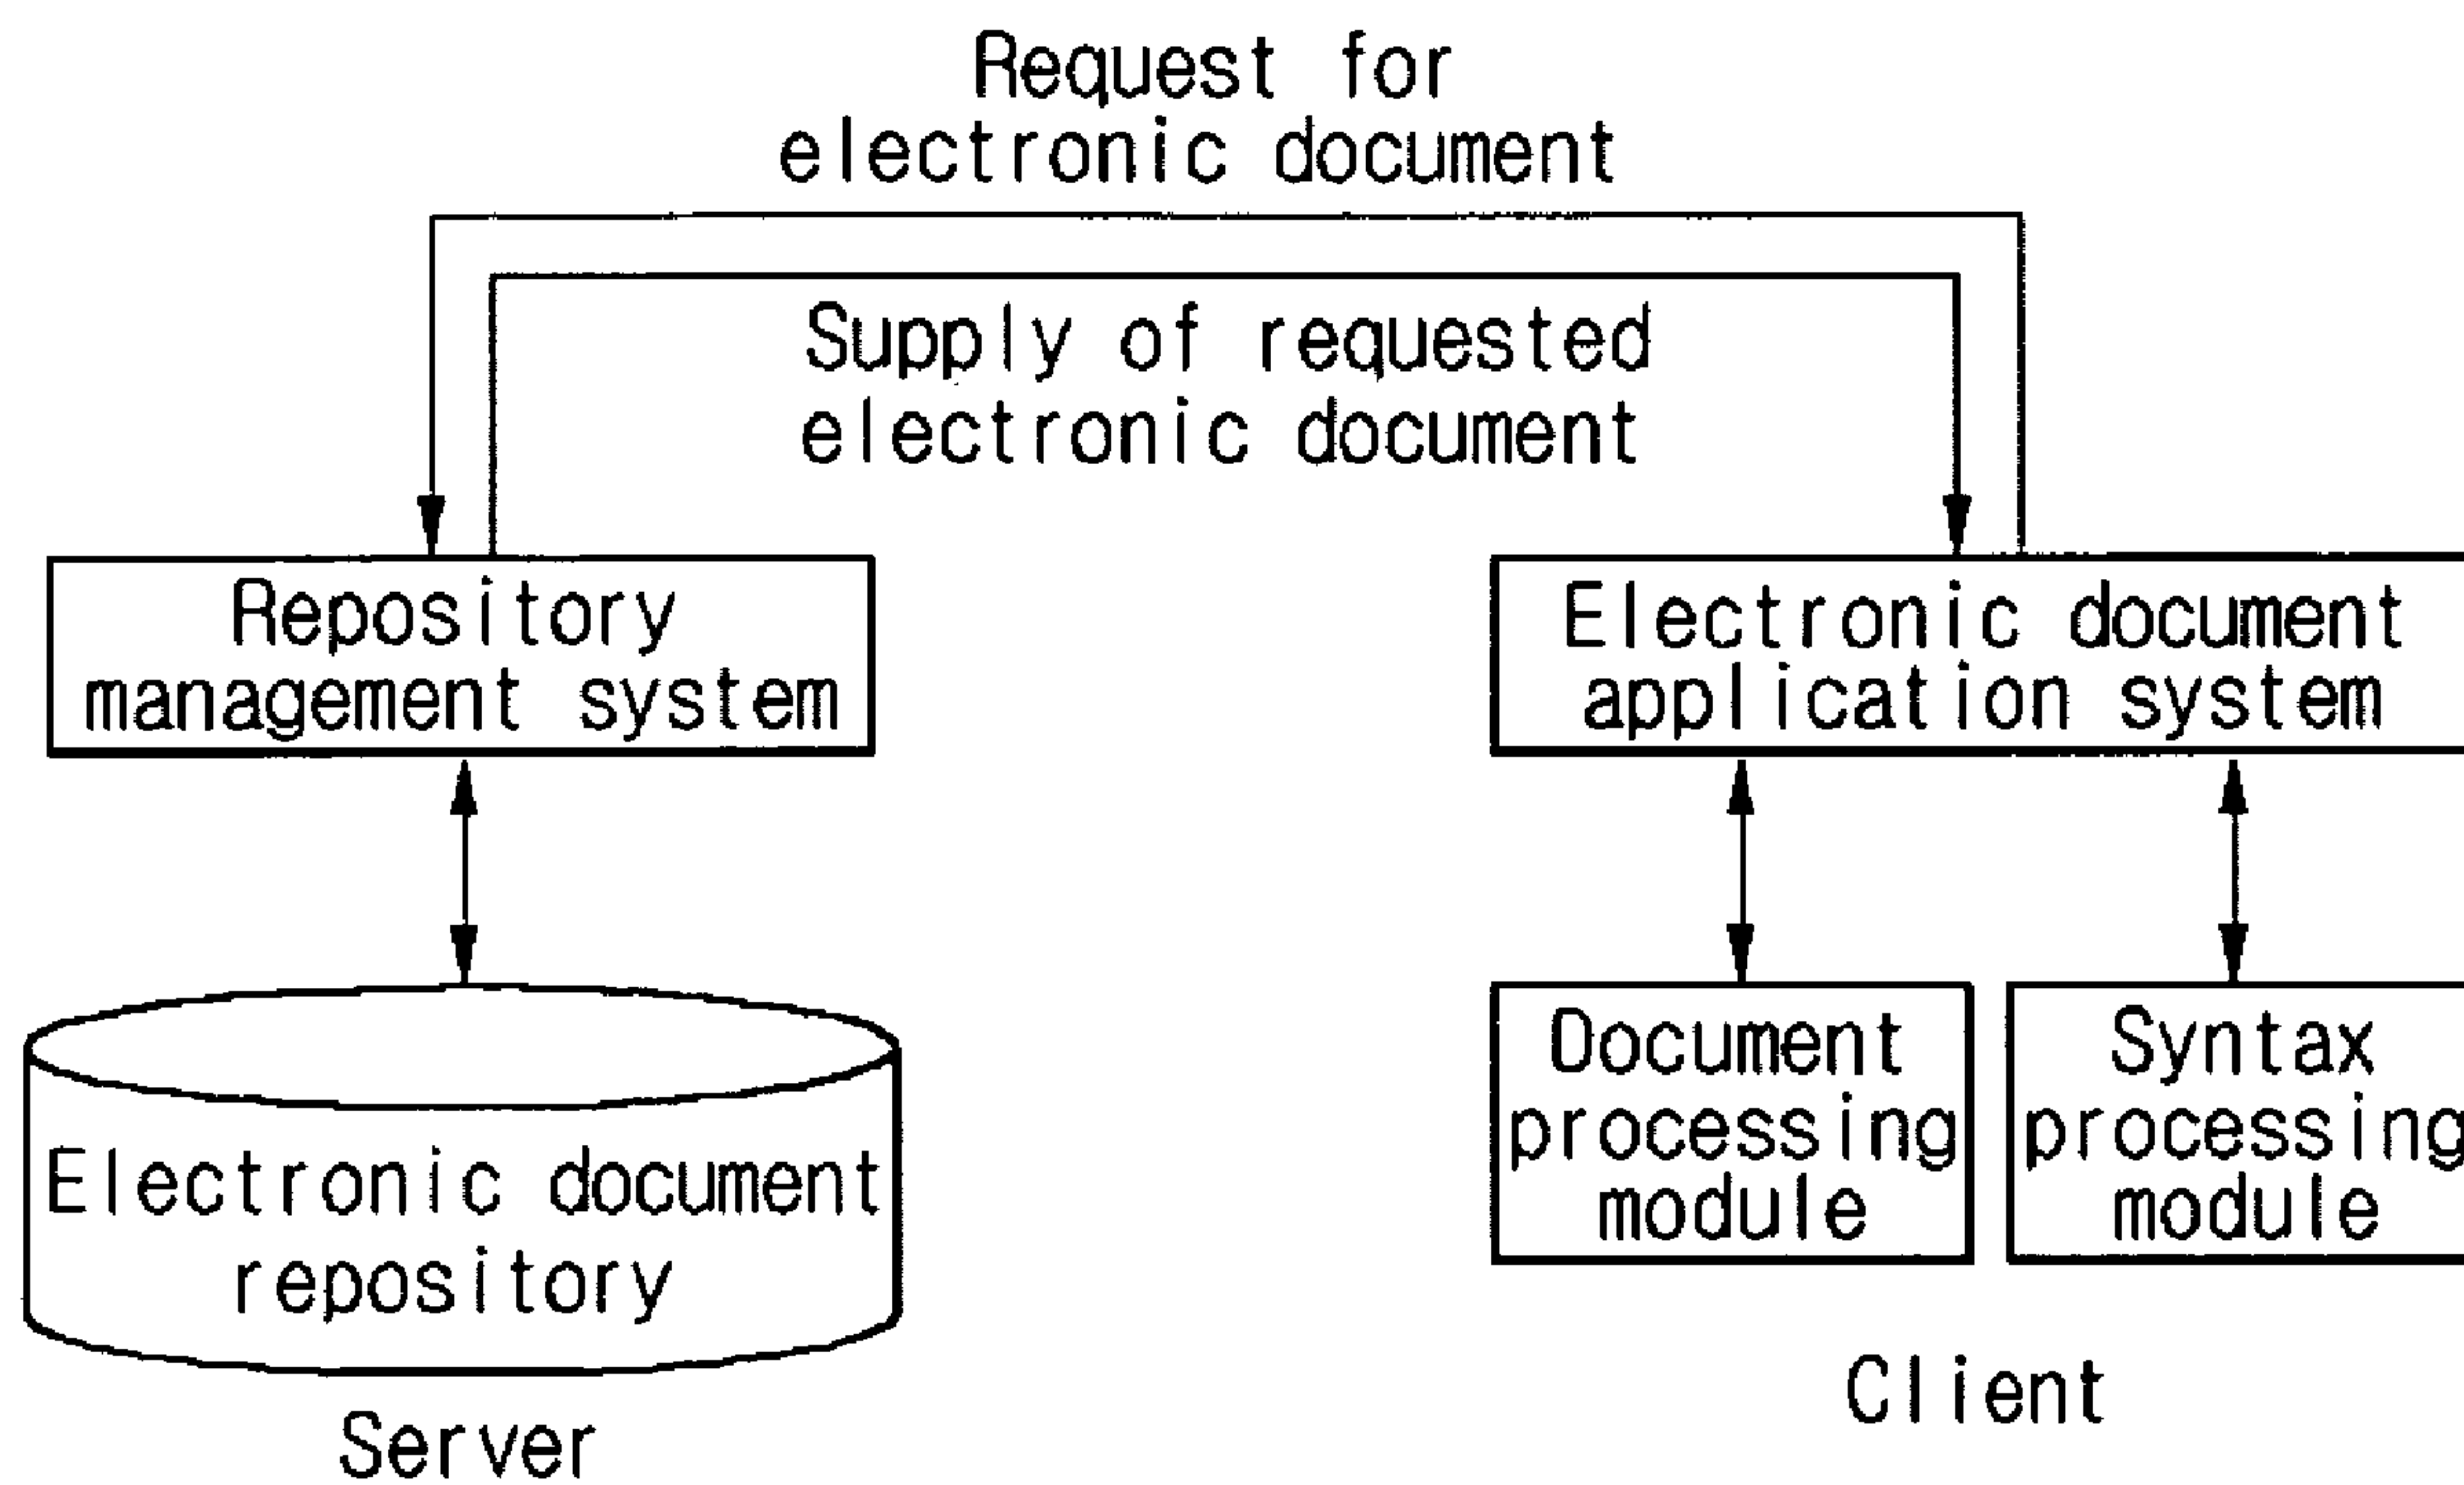 Request for
electronic document
Supply of requested
electronic document
Repository
management system
Electronic document
application system
Document
processing
module
Syntax
processing
module
Electronic document
repository
Client
Server